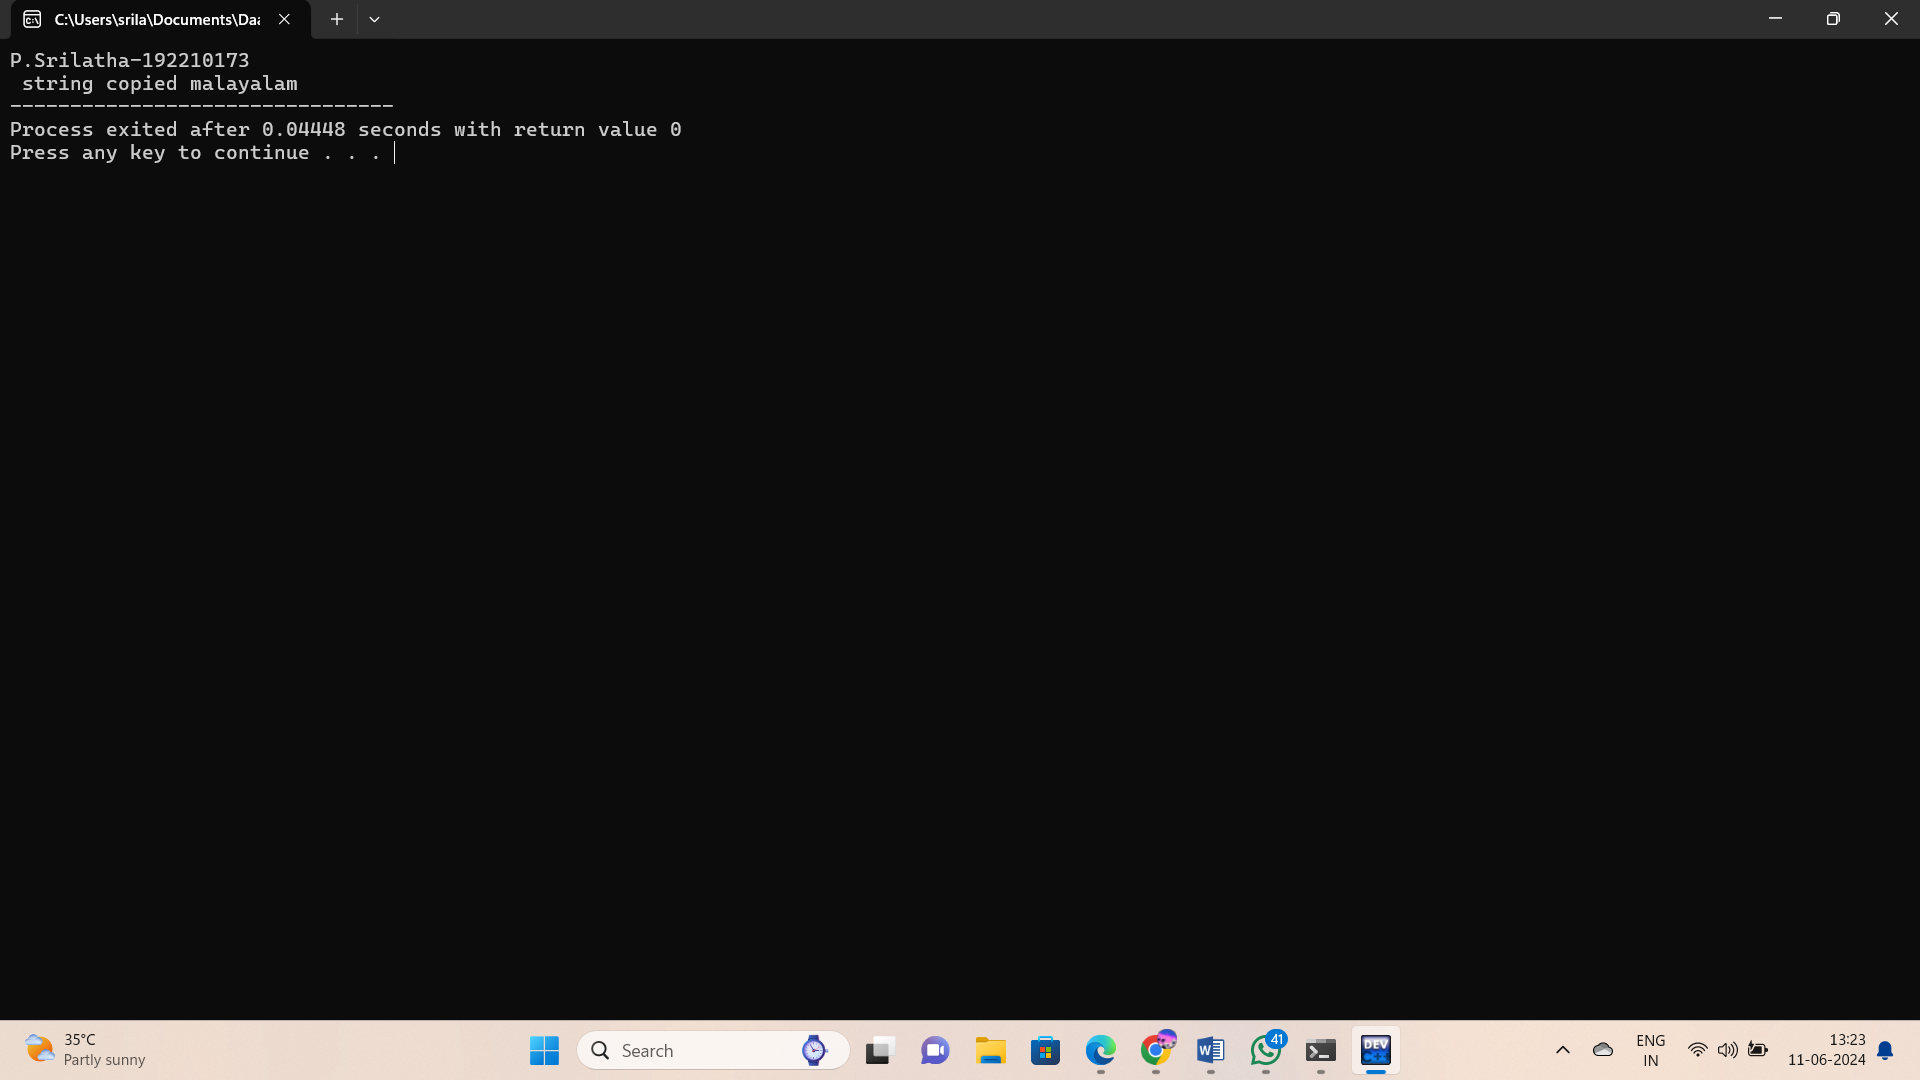 C:\Users\srila\Documents\Daa
P.Srilatha-192210173
string copied malayalam
--------------------------------
Process exited after 0.04448 seconds with return value 0
Press any key to continue . . .
35°C
Partly sunny
Search
W
41
DEV
C++
ENG
IN
13:23
11-06-2024